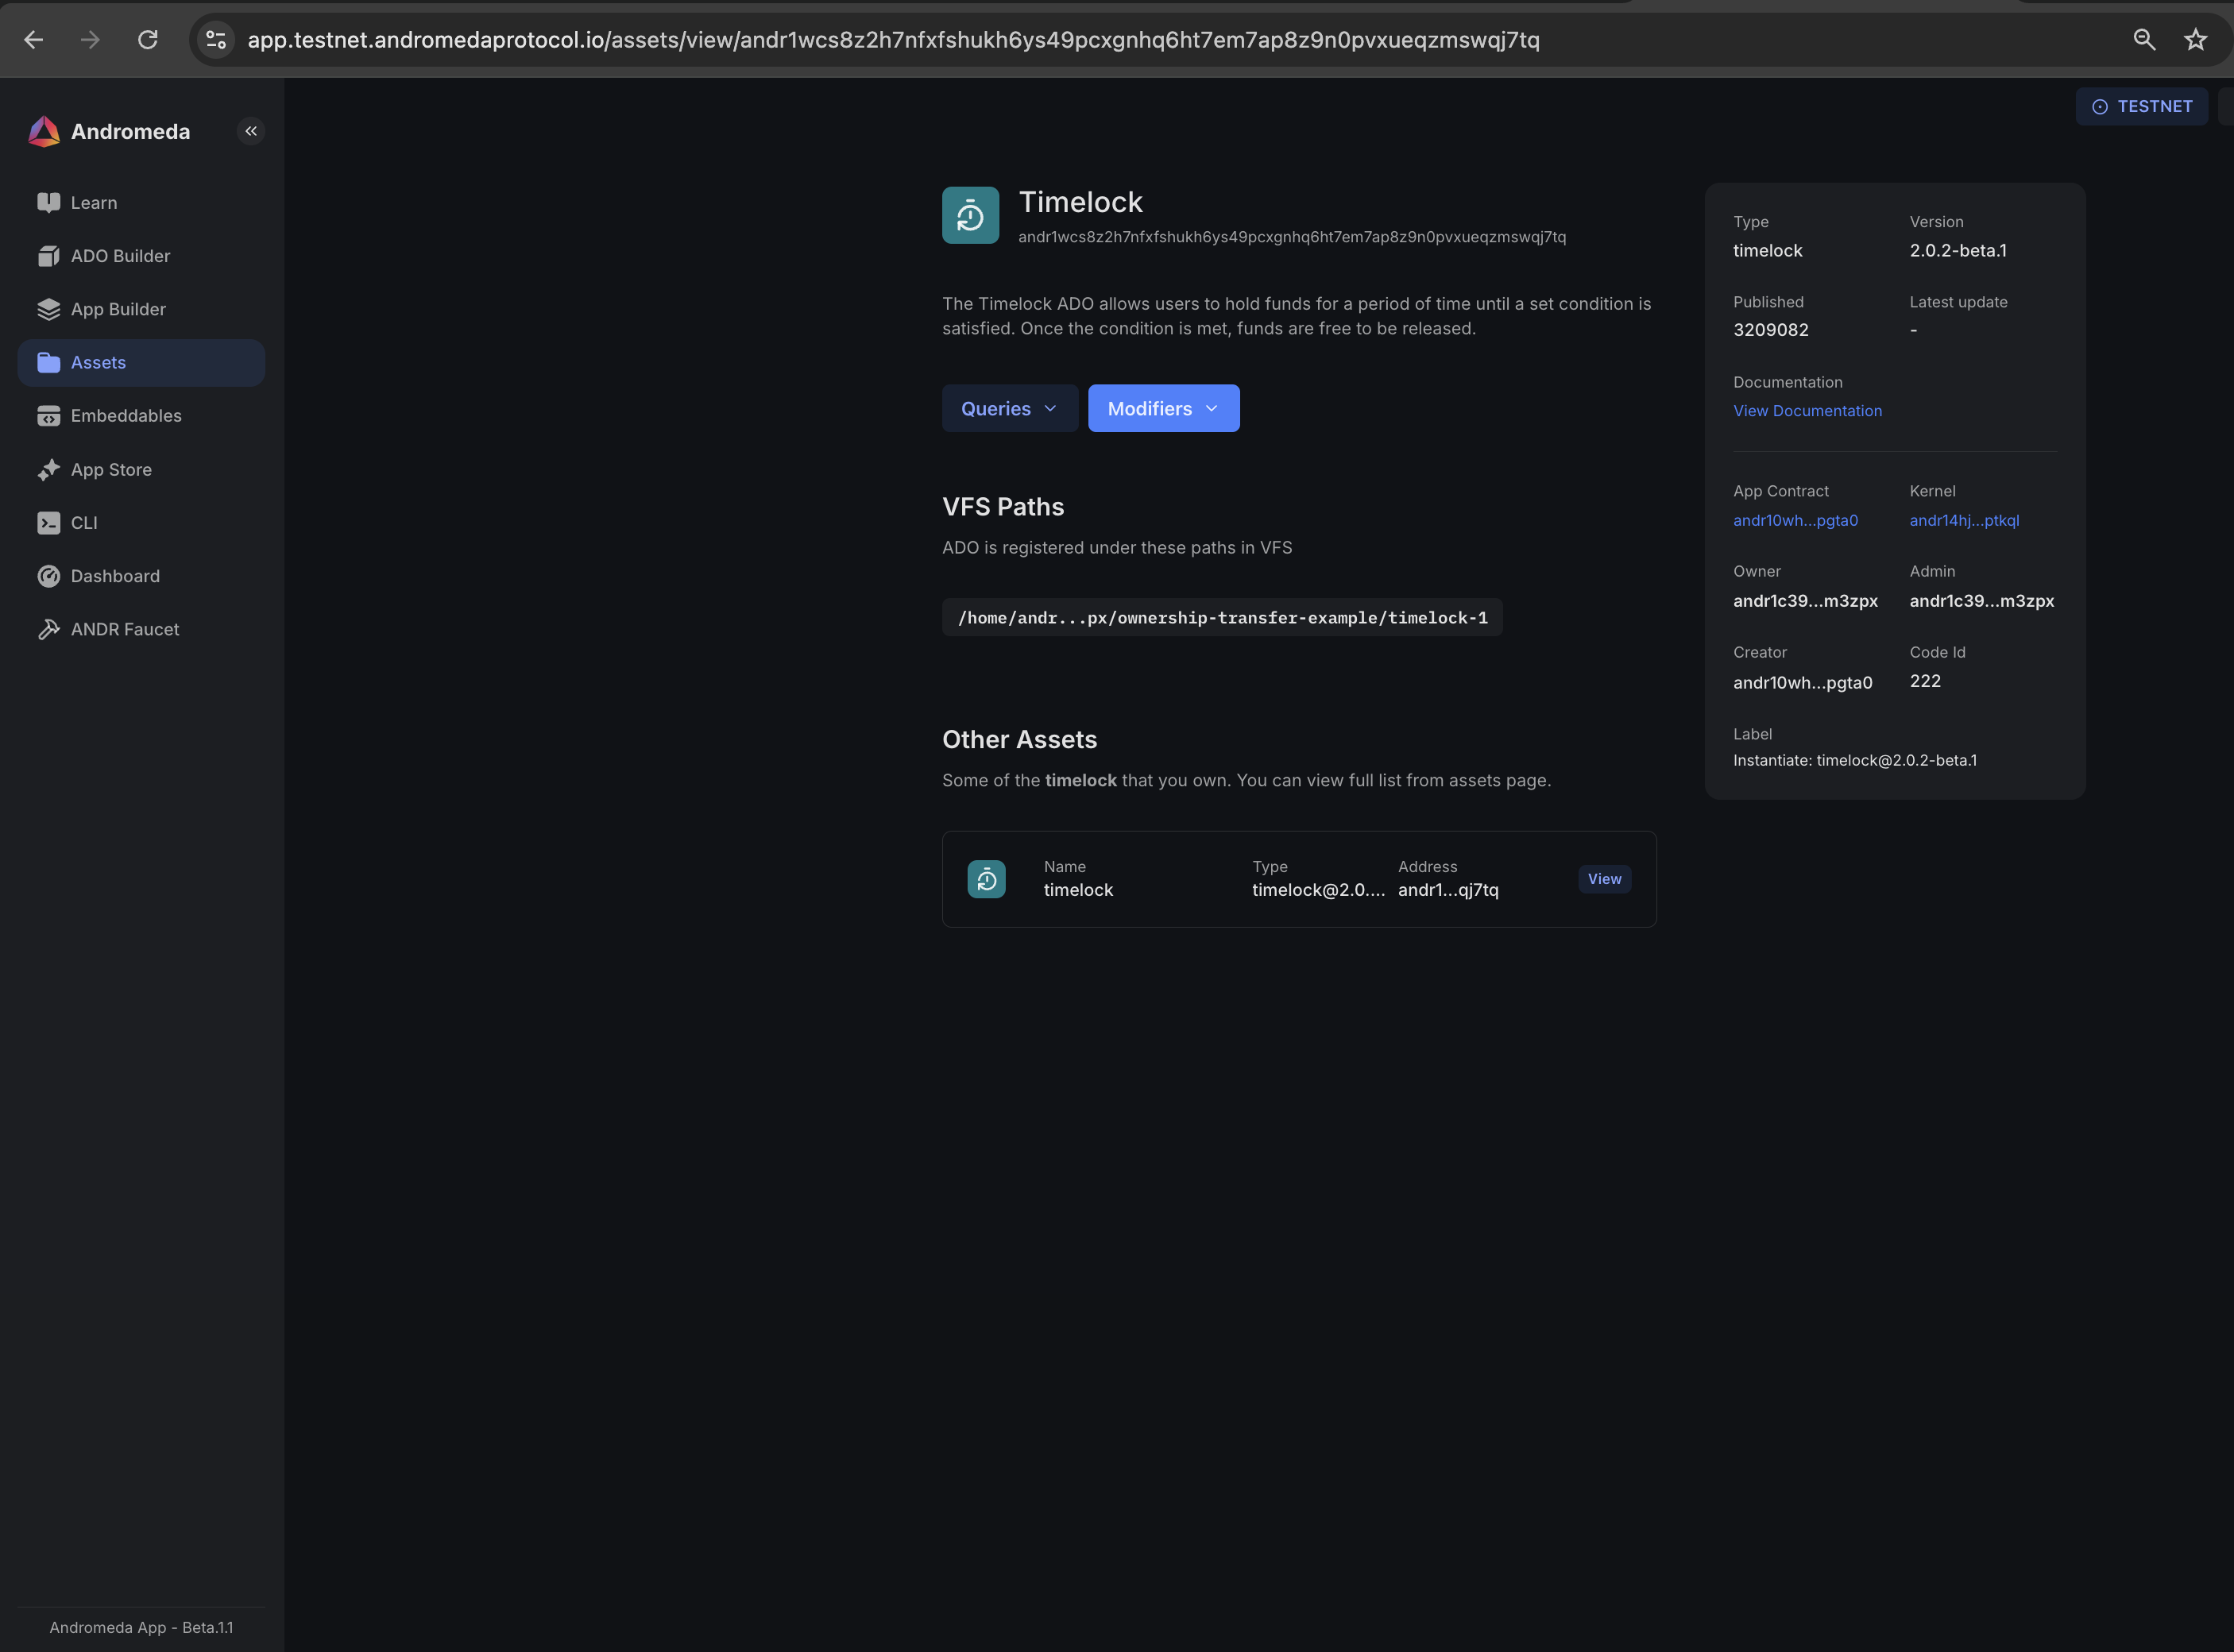 app.testnet.andromedaprotocol.io/assets/view/andr1wcs8z2h7nfxfshukh6ys49pcxgnhq6ht7em7ap8z9n0pvxueqzmswqj7tq
Andromeda
Learn
ADO Builder
App Builder
Assets
Embeddables
App Store
CLI
Dashboard
ANDR Faucet
Andromeda App - Beta.1.1
TESTNET
Timelock
andr1wcs8z2h7nfxfshukh6ys49pcxgnhq6ht7em7ap8z9n0pvxueqzmswqj7tq
The Timelock ADO allows users to hold funds for a period of time until a set condition is
satisfied. Once the condition is met, funds are free to be released.
Queries
Modifiers
VFS Paths
ADO is registered under these paths in VFS
/home/andr...px/ownership-transfer-example/timelock-1
Other Assets
Some of the timelock that you own. You can view full list from assets page.
Name Type Address
timelock timelock@2.0.... andr1...qj7tq
View
Type Version
timelock 2.0.2-beta.1
Published Latest update
3209082 -
Documentation
View Documentation
App Contract Kernel
andr10wh...pgta0 andr14hj...ptkql
Owner Admin
andr1c39...m3zpx andr1c39...m3zpx
Creator Code Id
andr10wh...pgta0 222
Label
Instantiate: timelock@2.0.2-beta.1